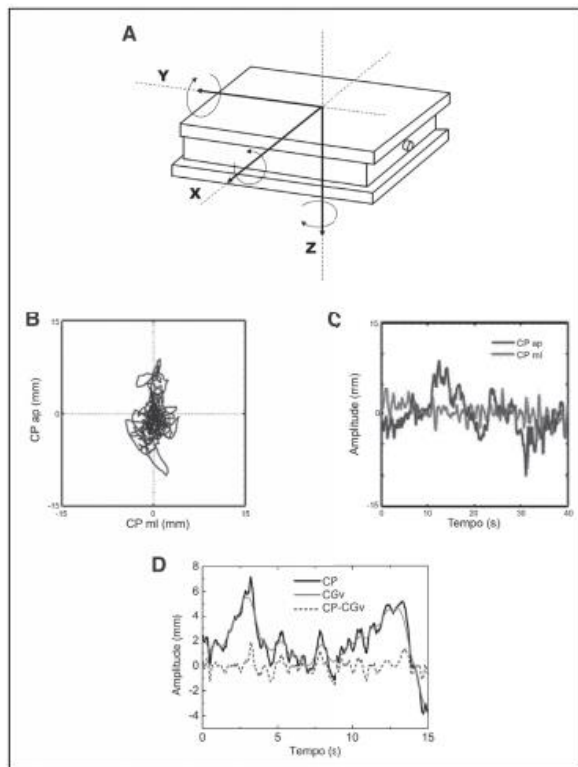 A
Y
X
Z
B
15
CP ap (mm)
0
-15
-15
0
15
CP ml (mm)
C
15
CP ap
CP ml
Amplitude (mm)
0
-15
0
10
20
30
40
Tempo (s)
D
8
6
4
2
0
-2
-4
Amplitude (mm)
CP
CGv
CP-CGv
0
5
10
15
Tempo (s)